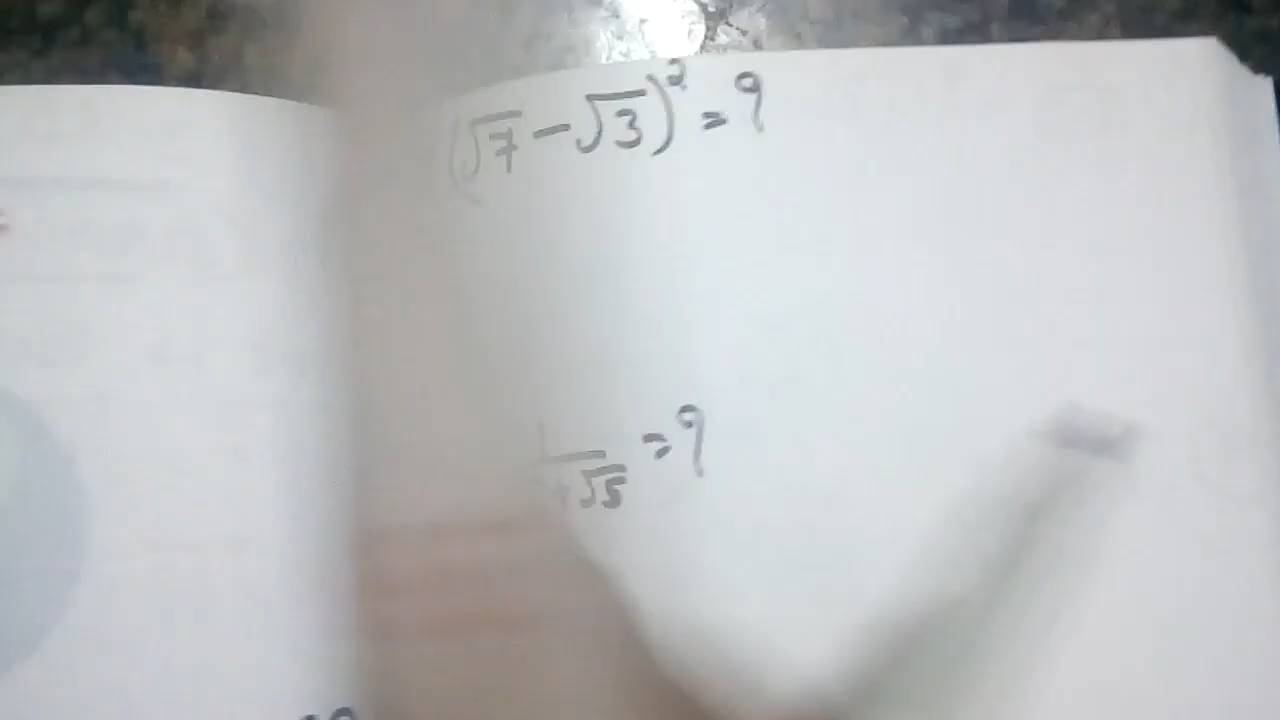 (√7 - √3)² = ?
√5 = ?